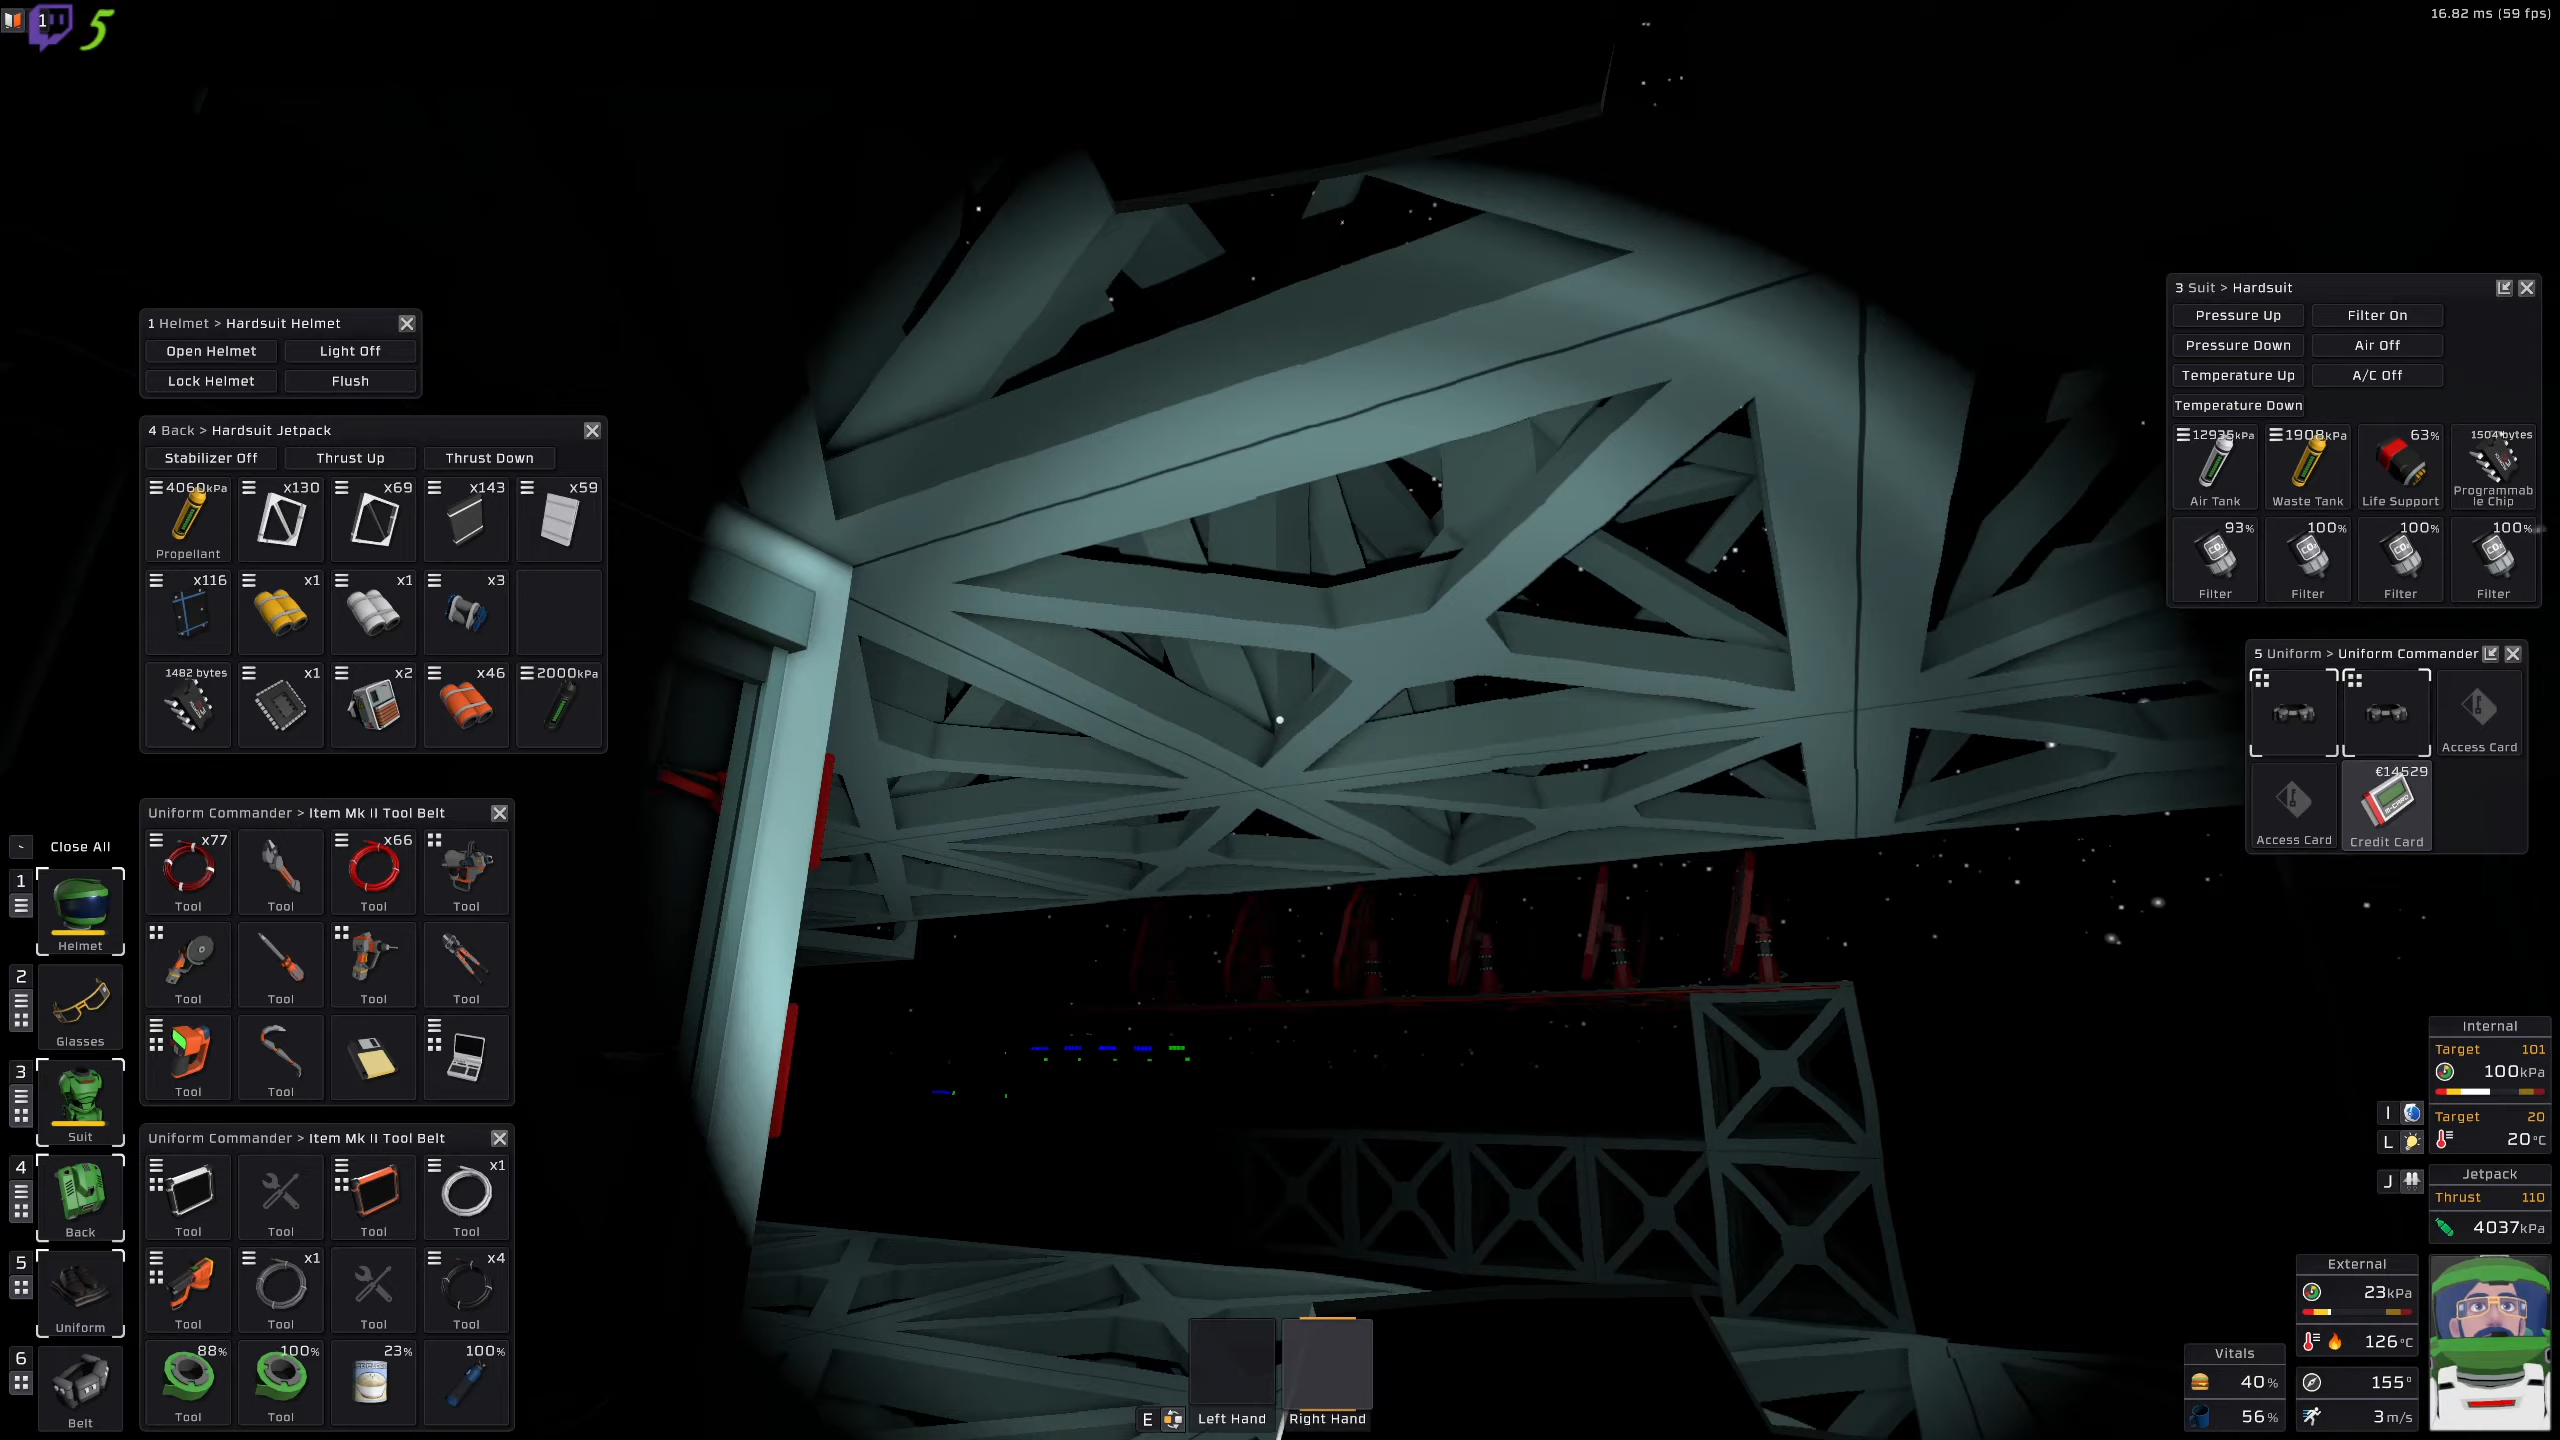 1
5
16.82 ms (59 fps)
1 Helmet > Hardsuit Helmet
Open Helmet Light Off
Lock Helmet Flush
4 Back > Hardsuit Jetpack
Stabilizer Off Thrust Up Thrust Down
4060kPa x130 x69 x143 x59
Propellant
x116 x1 x1 x3
1482 bytes x1 x2 x46 2000kPa
Uniform Commander > Item Mk II Tool Belt
x77 x66
Tool Tool Tool Tool
Tool Tool Tool Tool
Tool Tool
Uniform Commander > Item Mk II Tool Belt
x1
Tool Tool Tool Tool
x1 x4
Tool Tool Tool Tool
88% 100% 23% 100%
Tool Tool
~ Close All
1
Helmet
2
Glasses
3
Suit
4
Back
5
Uniform
6
Belt
3 Suit > Hardsuit
Pressure Up Filter On
Pressure Down Air Off
Temperature Up A/C Off
Temperature Down
12935kPa 1908kPa 63% 1504 bytes
Air Tank Waste Tank Life Support Programmab
le Chip
93% 100% 100% 100%
Filter Filter Filter Filter
5 Uniform > Uniform Commander
Access Card
€14529
Access Card Credit Card
Internal
Target 101
100kPa
Target 20
20°C
I
L
J
Jetpack
Thrust 110
4037kPa
External
23kPa
126°C
155°
3m/s
Vitals
40%
56%
E Left Hand Right Hand